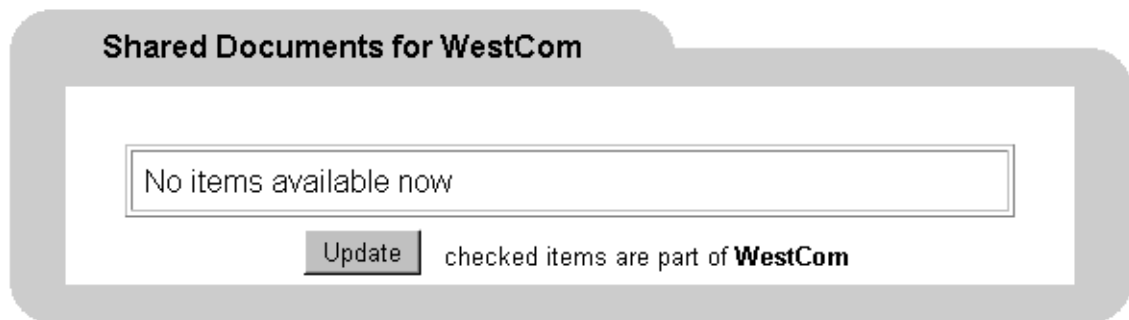 Shared Documents for WestCom
No items available now
Update checked items are part of WestCom